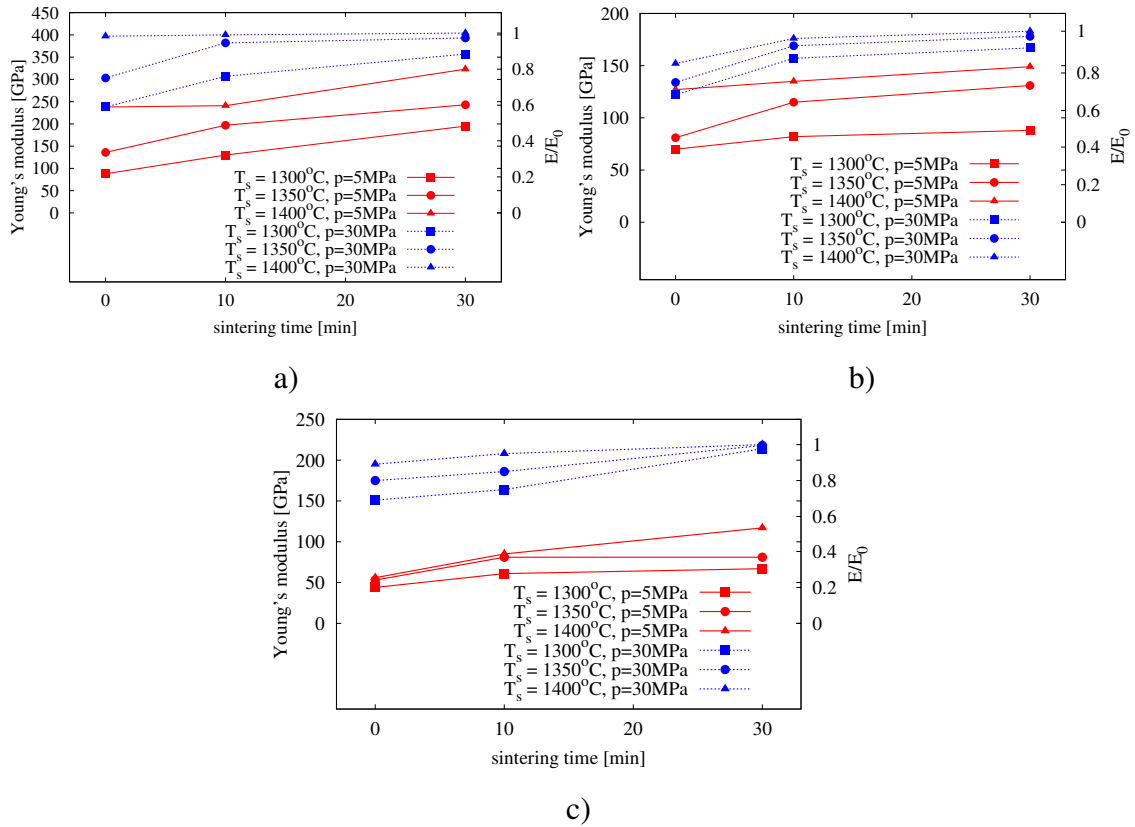 450
400
350
300
250
200
150
100
50
0
Young's modulus [GPa]
1
0.8
0.6
0.4
0.2
0
E/E0
Ts = 1300°C, p=5MPa
Ts = 1350°C, p=5MPa
Ts = 1400°C, p=5MPa
Ts = 1300°C, p=30MPa
Ts = 1350°C, p=30MPa
Ts = 1400°C, p=30MPa
0 10 20 30
sintering time [min]
a)
200
150
100
50
0
Young's modulus [GPa]
1
0.8
0.6
0.4
0.2
0
E/E0
Ts = 1300°C, p=5MPa
Ts = 1350°C, p=5MPa
Ts = 1400°C, p=5MPa
Ts = 1300°C, p=30MPa
Ts = 1350°C, p=30MPa
Ts = 1400°C, p=30MPa
0 10 20 30
sintering time [min]
b)
250
200
150
100
50
0
Young's modulus [GPa]
1
0.8
0.6
0.4
0.2
0
E/E0
Ts = 1300°C, p=5MPa
Ts = 1350°C, p=5MPa
Ts = 1400°C, p=5MPa
Ts = 1300°C, p=30MPa
Ts = 1350°C, p=30MPa
Ts = 1400°C, p=30MPa
0 10 20 30
sintering time [min]
c)